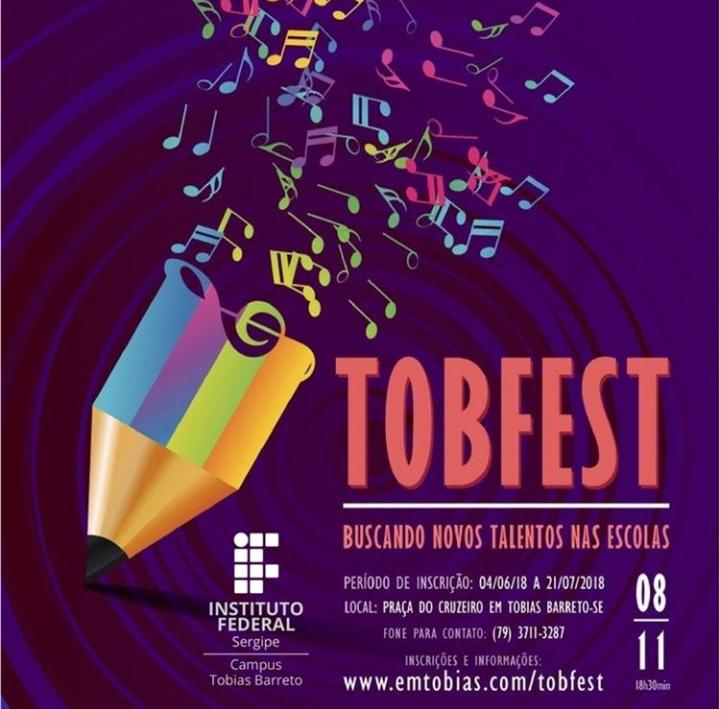 TOBFEST
BUSCANDO NOVOS TALENTOS NAS ESCOLAS
PERÍODO DE INSCRIÇÃO: 04/06/18 A 21/07/2018
LOCAL: PRAÇA DO CRUZEIRO EM TOBIAS BARRETO-SE
FONE PARA CONTATO: (79) 3711-3287
INSCRIÇÕES E INFORMAÇÕES:
www.emtobias.com/tobfest
08
11
18h30min
INSTITUTO
FEDERAL
Sergipe
Campus
Tobias Barreto